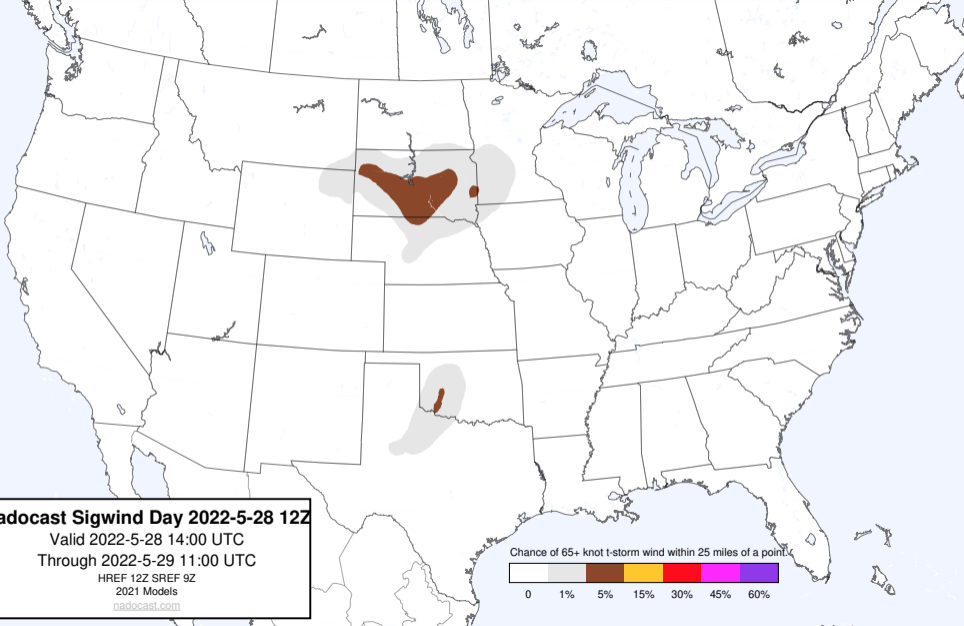 adocast Sigwind Day 2022-5-28 12Z
Valid 2022-5-28 14:00 UTC
Through 2022-5-29 11:00 UTC
HREF 12Z SREF 9Z
2021 Models
nadocast.com
Chance of 65+ knot t-storm wind within 25 miles of a point.
0 1% 5% 15% 30% 45% 60%